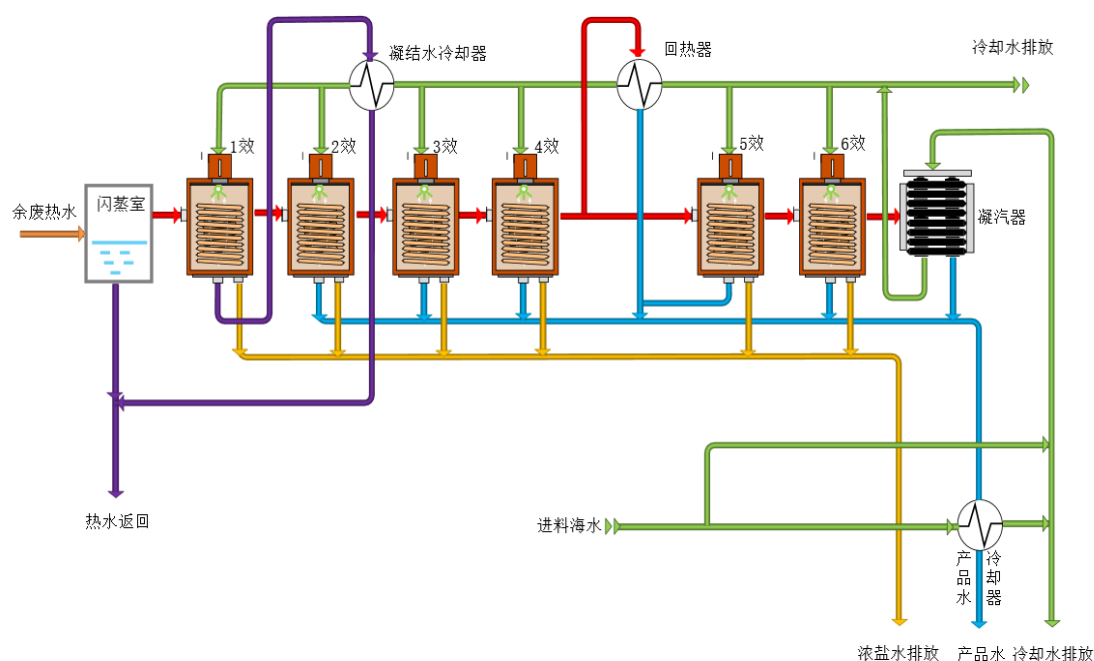 凝结水冷却器
回热器
冷却水排放
1效
2效
3效
4效
5效
6效
余废热水
闪蒸室
凝汽器
热水返回
进料海水
产品水
冷却器
浓盐水排放
产品水
冷却水排放